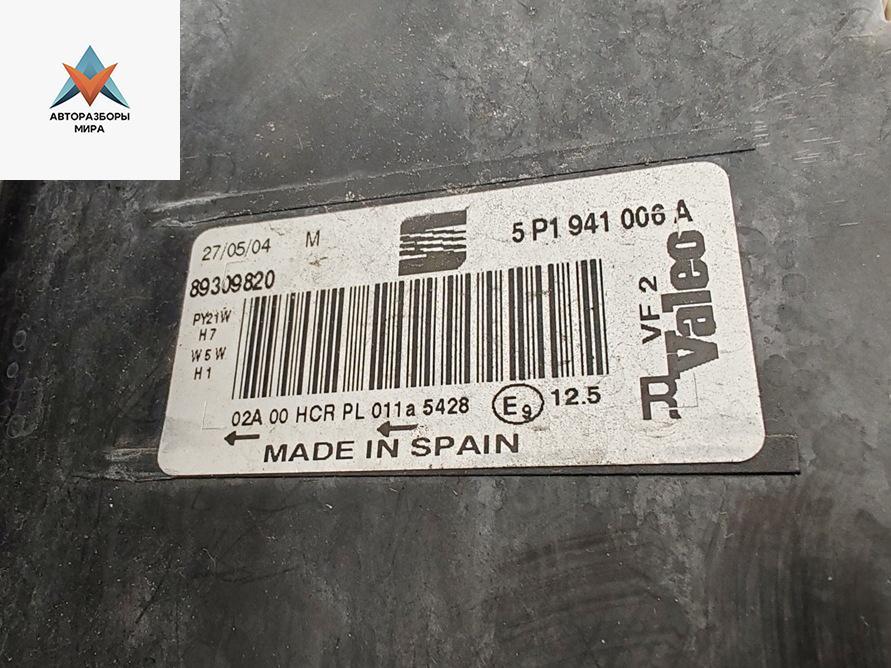 АВТОРАЗБОРЫ
МИРА
27/05/04 M
5 P1 941 006 A
89309820
PY21W
H7
W5W
H1
VF 2
Valeo
02A 00 HCR PL 011a 5428
E9
12.5
MADE IN SPAIN